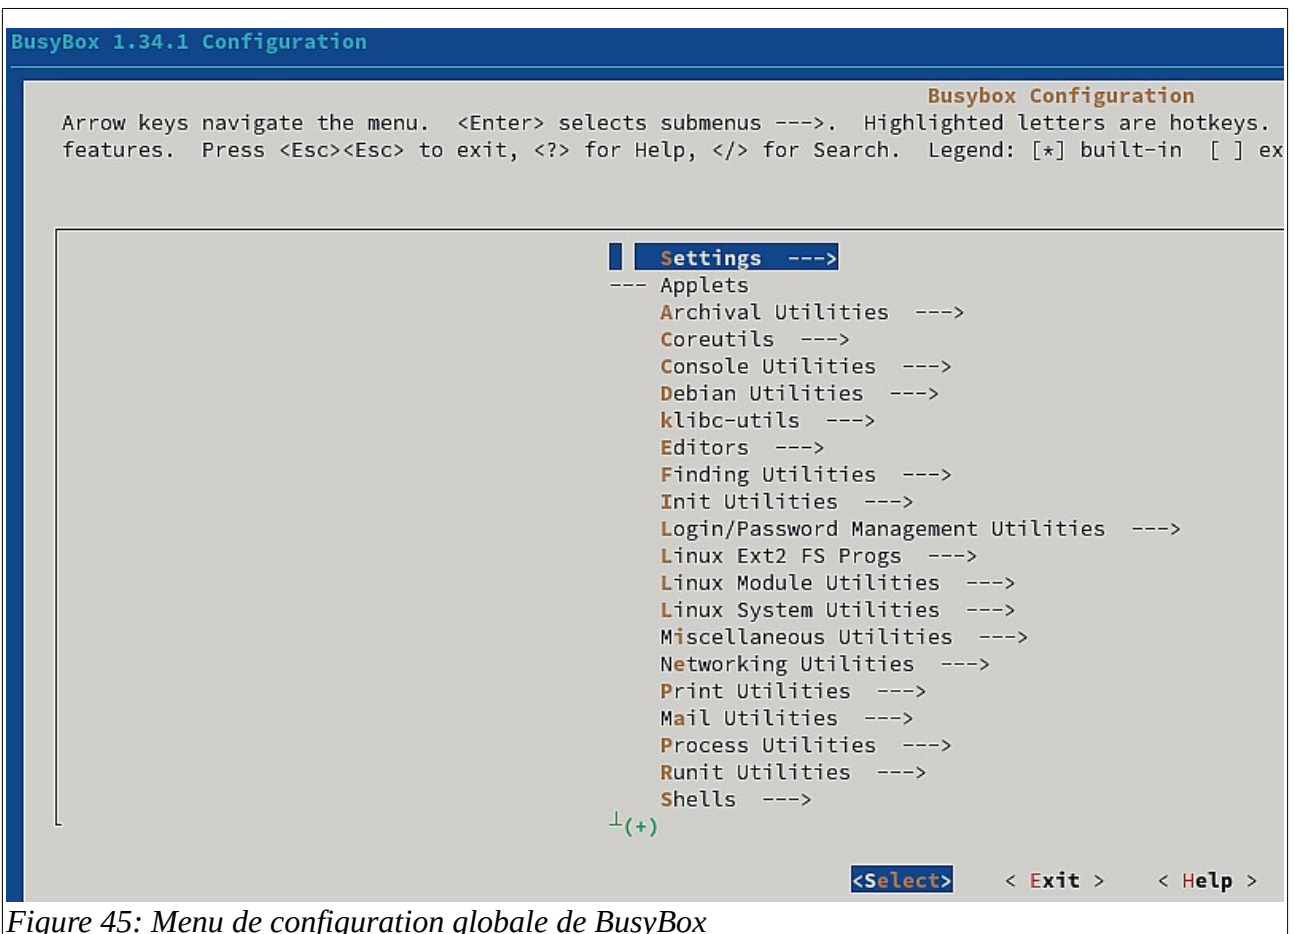 BusyBox 1.34.1 Configuration
Busybox Configuration
Arrow keys navigate the menu.  <Enter> selects submenus --->.  Highlighted letters are hotkeys.
features.  Press <Esc><Esc> to exit, <?> for Help, </> for Search.  Legend: [*] built-in  [ ] ex
Settings  --->
--- Applets
Archival Utilities  --->
Coreutils  --->
Console Utilities  --->
Debian Utilities  --->
klibc-utils  --->
Editors  --->
Finding Utilities  --->
Init Utilities  --->
Login/Password Management Utilities  --->
Linux Ext2 FS Progs  --->
Linux Module Utilities  --->
Linux System Utilities  --->
Miscellaneous Utilities  --->
Networking Utilities  --->
Print Utilities  --->
Mail Utilities  --->
Process Utilities  --->
Runit Utilities  --->
Shells  --->
┴(+)
<Select>    < Exit >    < Help >
Figure 45: Menu de configuration globale de BusyBox